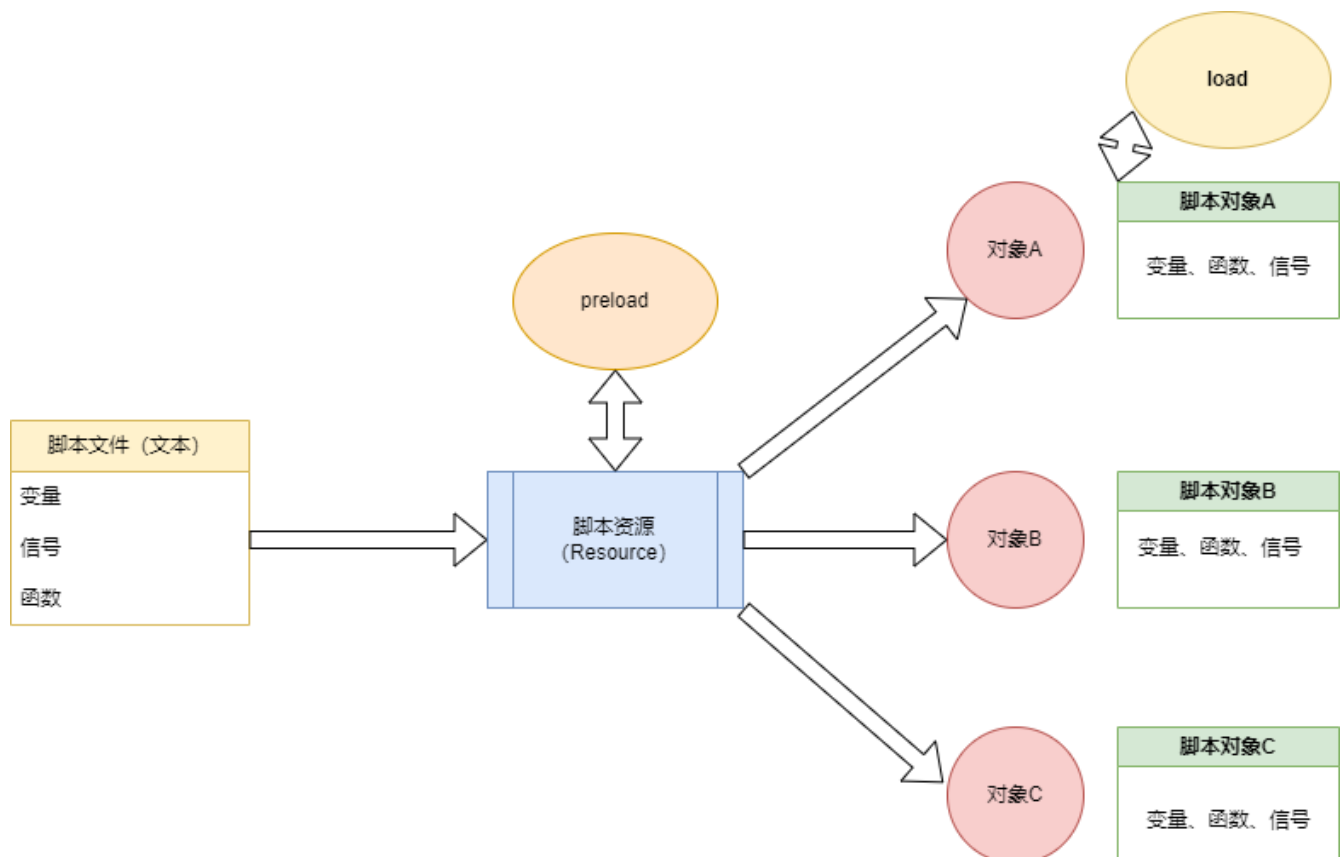 load
脚本对象A
对象A
变量、函数、信号
preload
脚本文件（文本）
变量
信号
函数
脚本资源
（Resource）
脚本对象B
对象B
变量、函数、信号
脚本对象C
对象C
变量、函数、信号